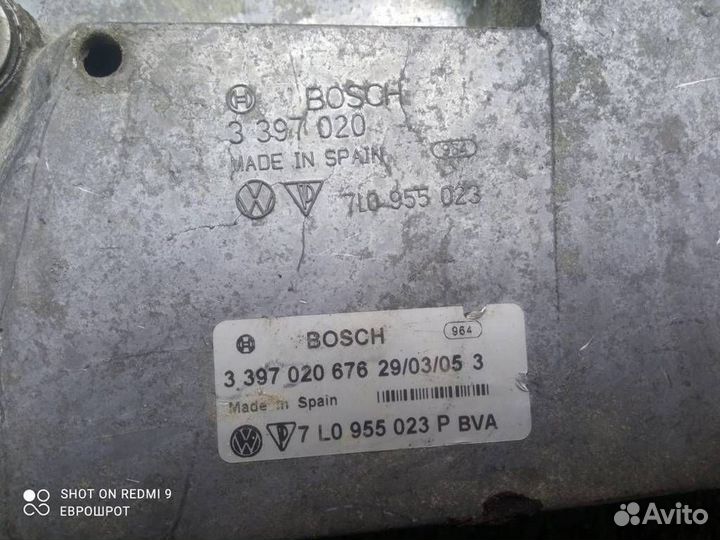 BOSCH
3 397 020
MADE IN SPAIN 964
7L0 955 023
BOSCH 964
3 397 020 676 29/03/05 3
Made in Spain
7 L0 955 023 P BVA
SHOT ON REDMI 9
ЕВРОШРОТ
Avito